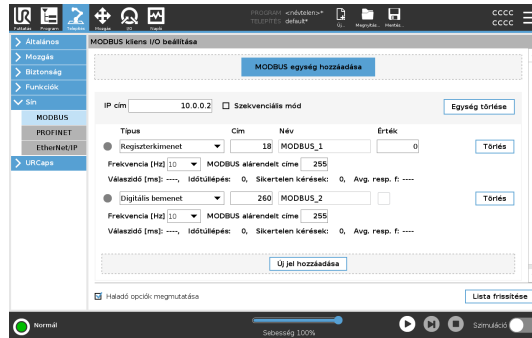 UR
PROGRAM <névtelen>*
TELEPÍTÉS default*
CCCC
CCCC
Futtatás Program Telepítés Mozgás I/O Napló Új... Megnyitás... Mentés...
Általános
Mozgás
Biztonság
Funkciók
Sín
MODBUS
PROFINET
EtherNet/IP
URCaps
MODBUS kliens I/O beállítása
MODBUS egység hozzáadása
IP cím 10.0.0.2 Szekvenciális mód Egység törlése
Típus Cím Név Érték
Regiszterkimenet 18 MODBUS_1 0 Törlés
Frekvencia [Hz] 10 MODBUS alárendelt címe 255
Válaszidő [ms]: ----, Időtúllépés: 0, Sikertelen kérések: 0, Avg. resp. f: ----
Digitális bemenet 260 MODBUS_2 Törlés
Frekvencia [Hz] 10 MODBUS alárendelt címe 255
Válaszidő [ms]: ----, Időtúllépés: 0, Sikertelen kérések: 0, Avg. resp. f: ----
Új jel hozzáadása
Haladó opciók megmutatása Lista frissítése
Normál
Sebesség 100%
Szimuláció